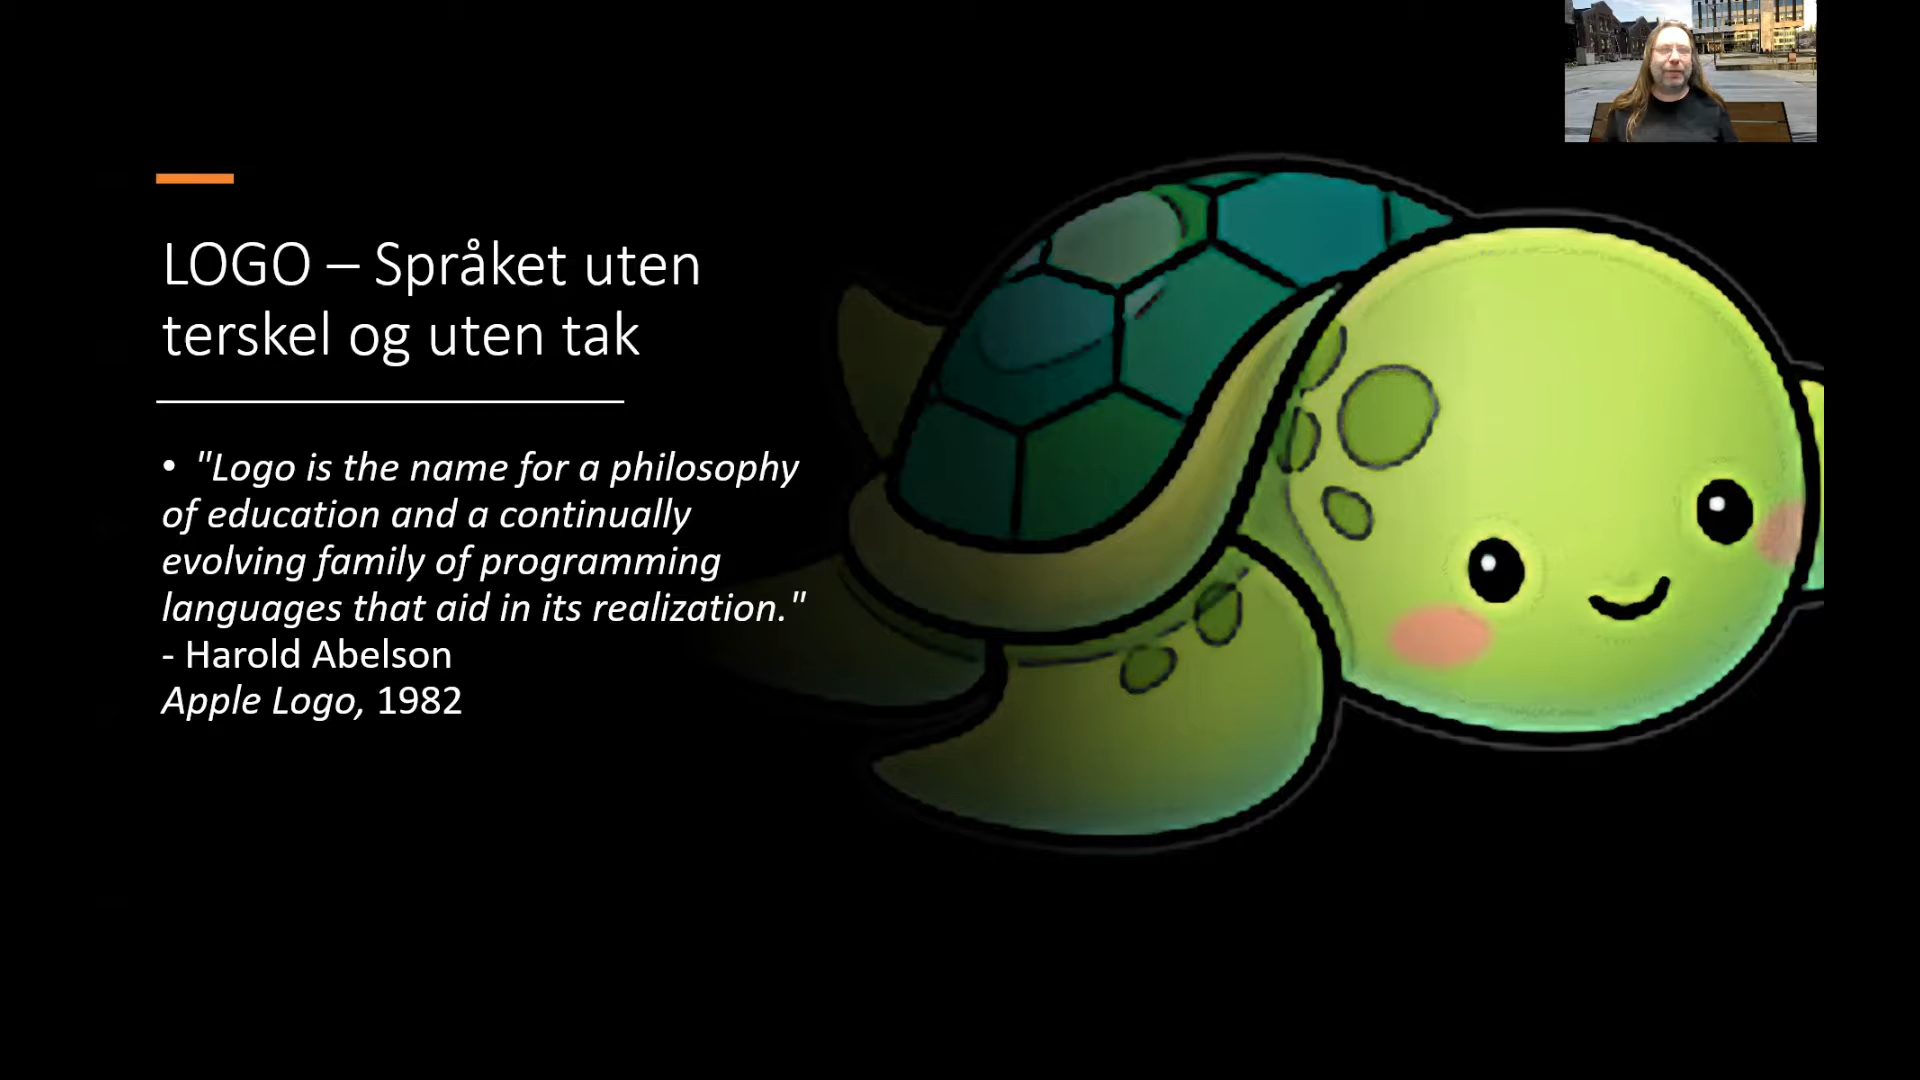 LOGO – Språket uten
terskel og uten tak
• "Logo is the name for a philosophy
of education and a continually
evolving family of programming
languages that aid in its realization."
- Harold Abelson
Apple Logo, 1982